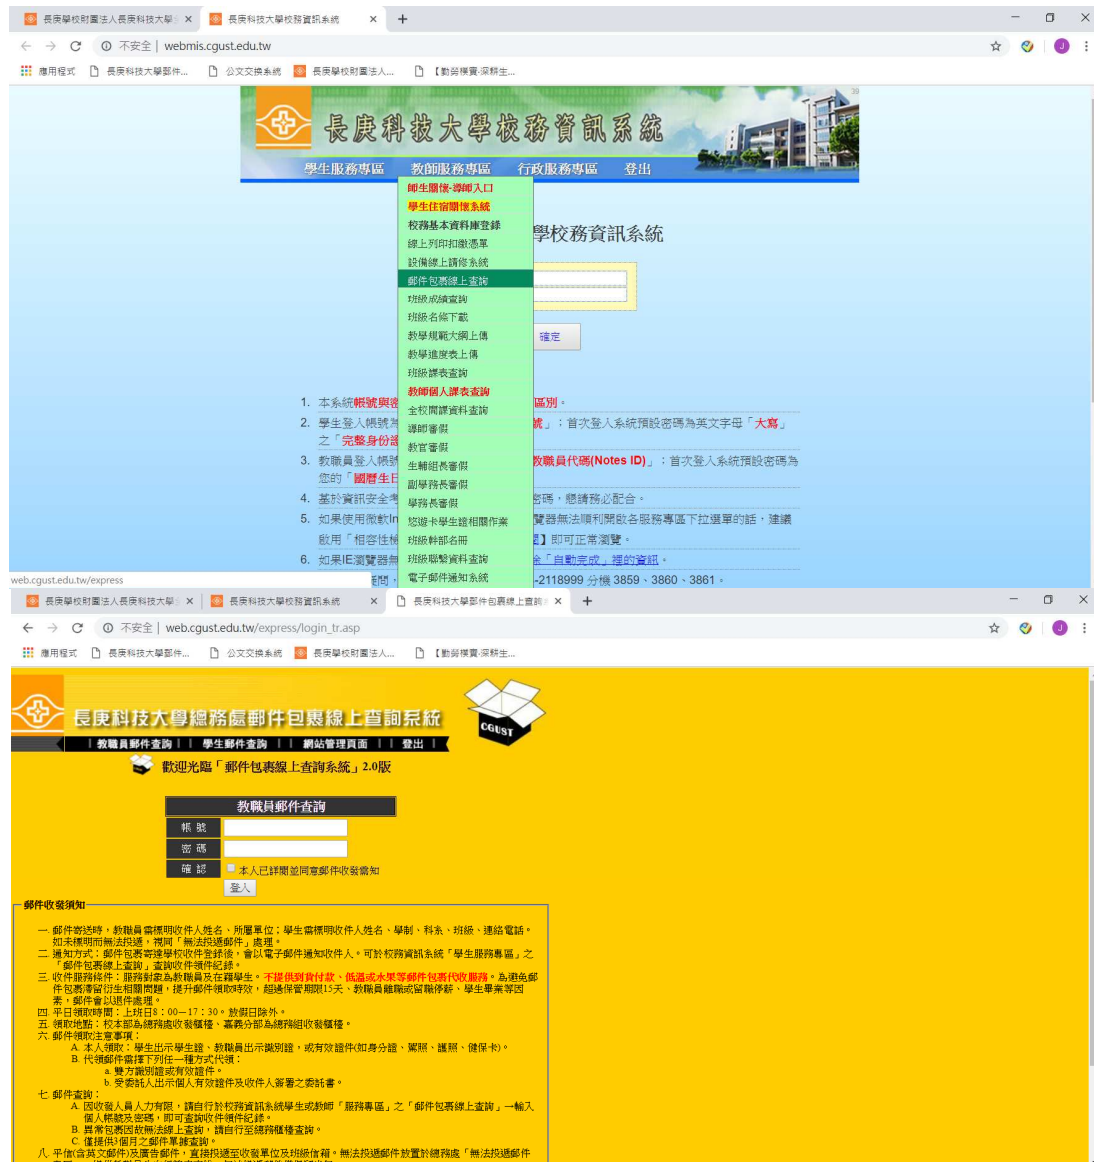 長庚學校財團法人長庚科技大學
長庚科技大學校務資訊系統
不安全 | webmis.cgust.edu.tw
應用程式 長庚科技大學郵件... 公文交換系統 長庚學校財團法人... 【勤勞樸實‧深耕生...
長庚科技大學校務資訊系統
學生服務專區 教師服務專區 行政服務專區 登出
師生關懷-導師入口
學生住宿關懷系統
校務基本資料庫登錄
線上列印扣繳憑單
設備線上請修系統
郵件包裹線上查詢
班級成績查詢
班級名條下載
教學規範大綱上傳
教學進度表上傳
班級課表查詢
教師個人課表查詢
全校開課資料查詢
導師審假
教官審假
生輔組長審假
副學務長審假
學務長審假
悠遊卡學生證相關作業
班級幹部名冊
班級聯繫資料查詢
電子郵件通知系統
學校務資訊系統
確定
1. 本系統帳號與密 區別。
2. 學生登入帳號為 號」；首次登入系統預設密碼為英文字母「大寫」
之「完整身份證
3. 教職員登入帳號 教職員代碼(Notes ID)」；首次登入系統預設密碼為
您的「國曆生日
4. 基於資訊安全考 密碼，懇請務必配合。
5. 如果使用微軟In 覽器無法順利開啟各服務專區下拉選單的話，建議
啟用「相容性檢 】即可正常瀏覽。
6. 如果IE瀏覽器無 除「自動完成」裡的資訊。
疑問， -2118999 分機 3859、3860、3861。
web.cgust.edu.tw/express
長庚學校財團法人長庚科技大學
長庚科技大學校務資訊系統
長庚科技大學郵件包裹線上查詢
不安全 | web.cgust.edu.tw/express/login_tr.asp
應用程式 長庚科技大學郵件... 公文交換系統 長庚學校財團法人... 【勤勞樸實‧深耕生...
長庚科技大學總務處郵件包裹線上查詢系統
CGUST
| 教職員郵件查詢 | | 學生郵件查詢 | | 網站管理頁面 | | 登出 |
歡迎光臨「郵件包裹線上查詢系統」2.0版
教職員郵件查詢
帳 號
密 碼
確 認 本人已詳閱並同意郵件收發需知
登入
郵件收發須知
一. 郵件寄送時，教職員需標明收件人姓名、所屬單位；學生需標明收件人姓名、學制、科系、班級、連絡電話。
如未標明而無法投遞，視同「無法投遞郵件」處理。
二. 通知方式：郵件包裹寄達學校收件登錄後，會以電子郵件通知收件人。可於校務資訊系統「學生服務專區」之
「郵件包裹線上查詢」查詢收件領件紀錄。
三. 收件服務條件：服務對象為教職員及在籍學生。不提供到貨付款、低溫或水果等郵件包裹代收服務。為避免郵
件包裹滯留衍生相關問題，提升郵件領取時效，超過保管期限15天、教職員離職或留職停薪、學生畢業等因
素，郵件會以退件處理。
四. 平日領取時間：上班日8：00－17：30。放假日除外。
五. 領取地點：校本部為總務處收發櫃檯、嘉義分部為總務組收發櫃檯。
六. 郵件領取注意事項：
A. 本人領取：學生出示學生證、教職員出示識別證，或有效證件(如身分證、駕照、護照、健保卡)。
B. 代領郵件需擇下列任一種方式代領：
a. 雙方識別證或有效證件。
b. 受委託人出示個人有效證件及收件人簽署之委託書。
七. 郵件查詢：
A. 因收發人員人力有限，請自行於校務資訊系統學生或教師「服務專區」之「郵件包裹線上查詢」→輸入
個人帳號及密碼，即可查詢收件領件紀錄。
B. 異常包裹因故無法線上查詢，請自行至總務櫃檯查詢。
C. 僅提供3個月之郵件單據查詢。
八. 平信(含英文郵件)及廣告郵件，直接投遞至收發單位及班級信箱。無法投遞郵件放置於總務處「無法投遞郵件